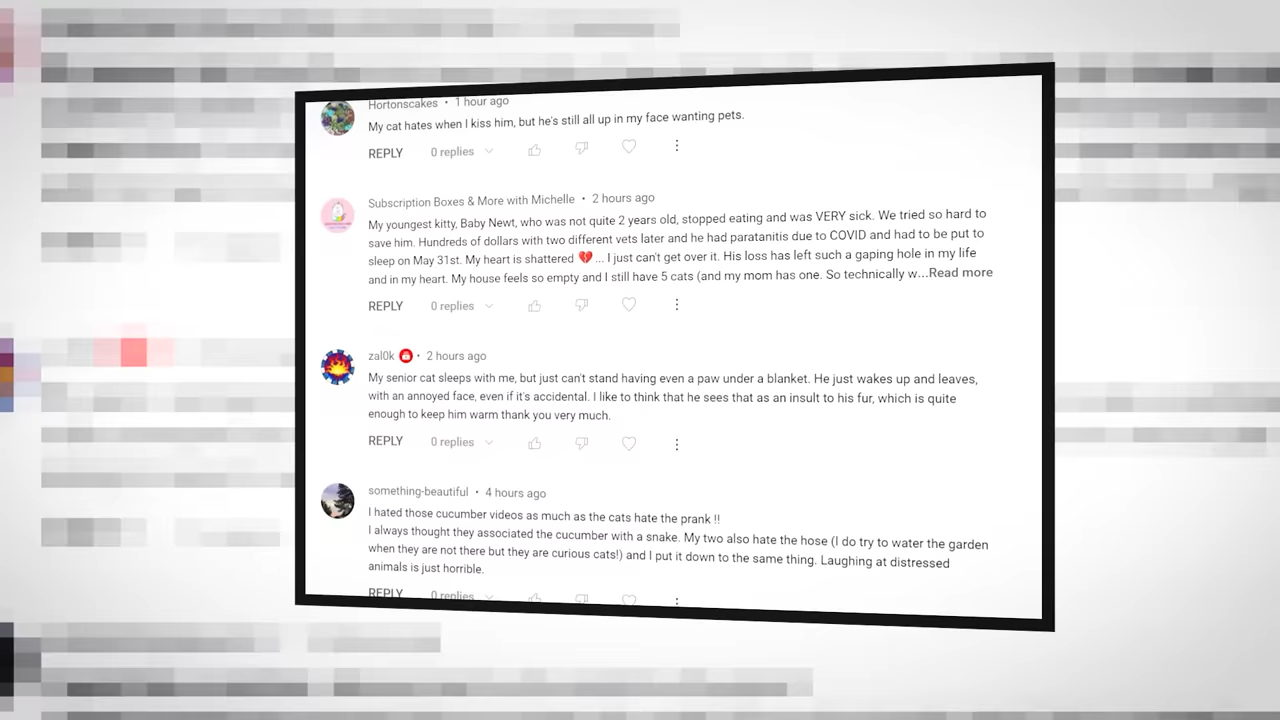 Hortonscakes • 1 hour ago
My cat hates when I kiss him, but he's still all up in my face wanting pets.
REPLY 0 replies
Subscription Boxes & More with Michelle • 2 hours ago
My youngest kitty, Baby Newt, who was not quite 2 years old, stopped eating and was VERY sick. We tried so hard to
save him. Hundreds of dollars with two different vets later and he had paratanitis due to COVID and had to be put to
sleep on May 31st. My heart is shattered 💔 ... I just can't get over it. His loss has left such a gaping hole in my life
and in my heart. My house feels so empty and I still have 5 cats (and my mom has one. So technically w...Read more
REPLY 0 replies
zal0k • 2 hours ago
My senior cat sleeps with me, but just can't stand having even a paw under a blanket. He just wakes up and leaves,
with an annoyed face, even if it's accidental. I like to think that he sees that as an insult to his fur, which is quite
enough to keep him warm thank you very much.
REPLY 0 replies
something-beautiful • 4 hours ago
I hated those cucumber videos as much as the cats hate the prank !!
I always thought they associated the cucumber with a snake. My two also hate the hose (I do try to water the garden
when they are not there but they are curious cats!) and I put it down to the same thing. Laughing at distressed
animals is just horrible.
REPLY 0 replies